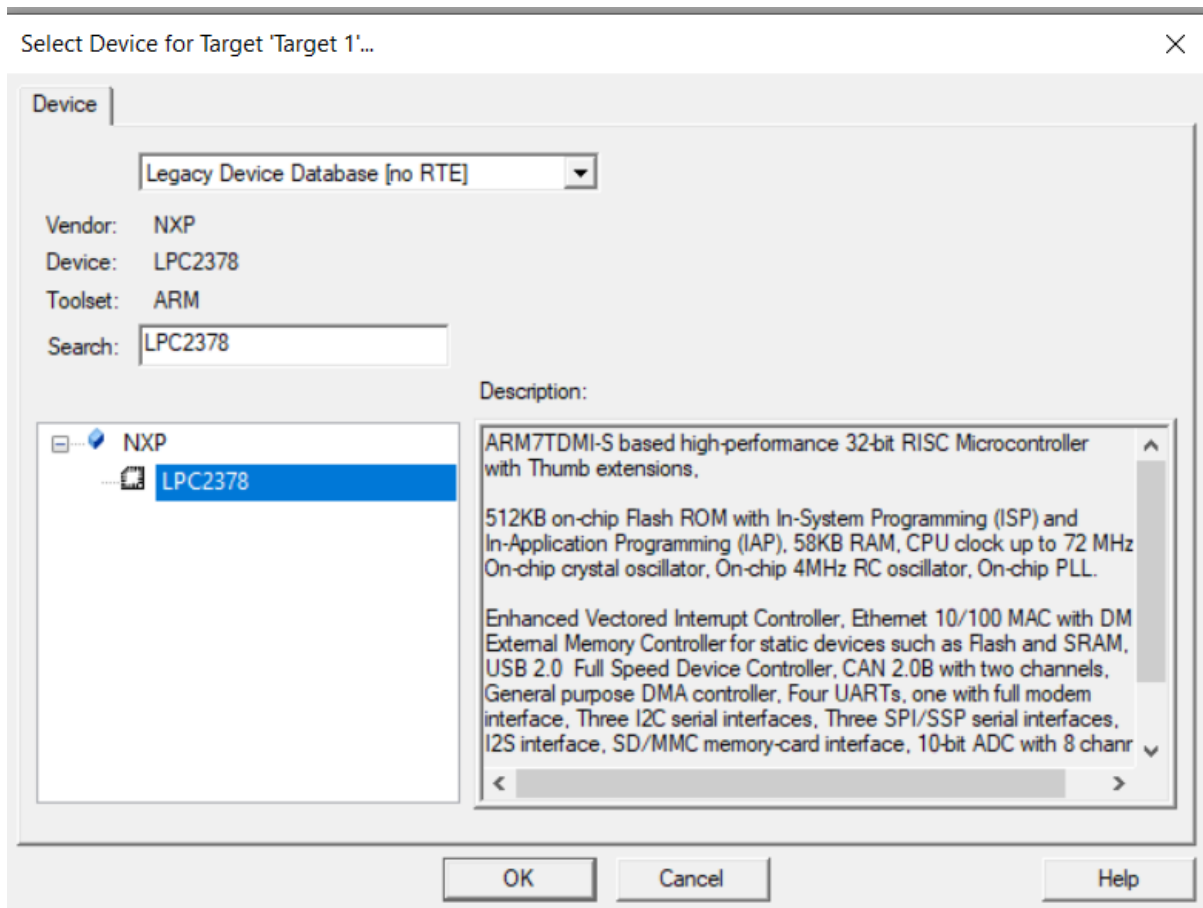 Select Device for Target 'Target 1'...
Device
Legacy Device Database [no RTE]
Vendor: NXP
Device: LPC2378
Toolset: ARM
Search: LPC2378
Description:
NXP
LPC2378
ARM7TDMI-S based high-performance 32-bit RISC Microcontroller
with Thumb extensions,
512KB on-chip Flash ROM with In-System Programming (ISP) and
In-Application Programming (IAP), 58KB RAM, CPU clock up to 72 MHz
On-chip crystal oscillator, On-chip 4MHz RC oscillator, On-chip PLL.
Enhanced Vectored Interrupt Controller, Ethernet 10/100 MAC with DM
External Memory Controller for static devices such as Flash and SRAM,
USB 2.0 Full Speed Device Controller, CAN 2.0B with two channels,
General purpose DMA controller, Four UARTs, one with full modem
interface, Three I2C serial interfaces, Three SPI/SSP serial interfaces,
I2S interface, SD/MMC memory-card interface, 10-bit ADC with 8 chanr
OK
Cancel
Help